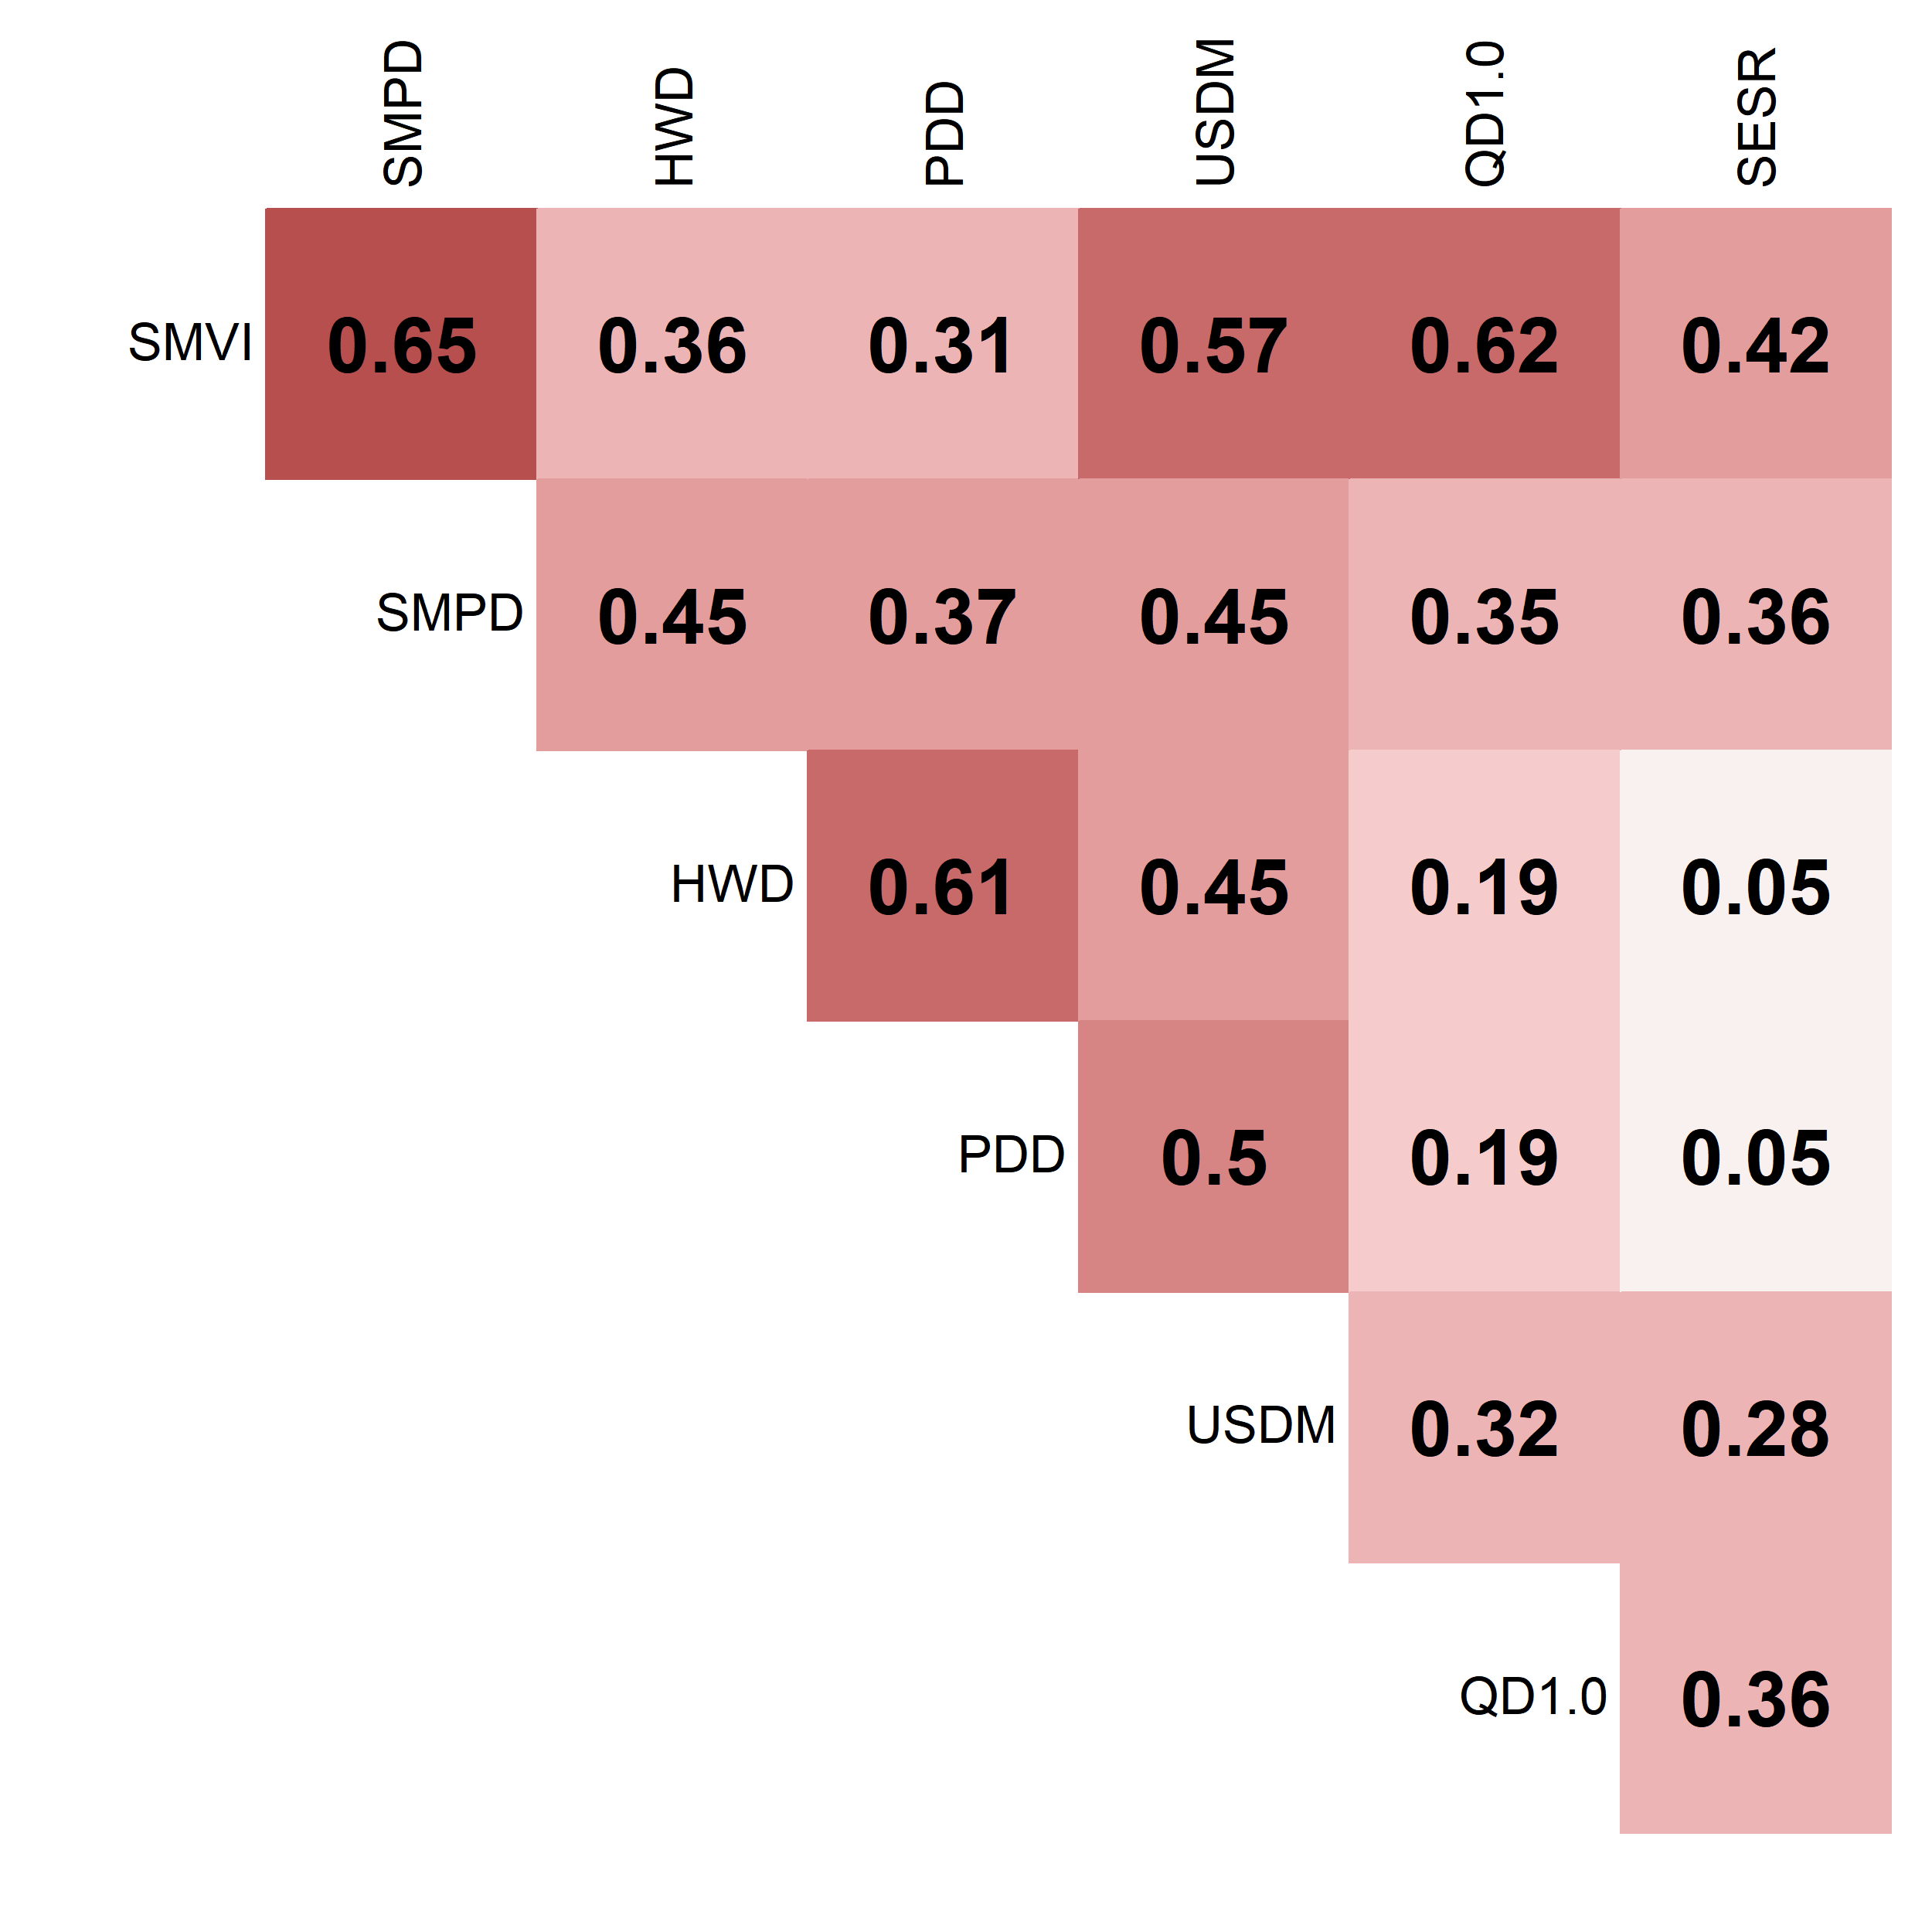 SMPD HWD PDD USDM QD1.0 SESR
SMVI 0.65 0.36 0.31 0.57 0.62 0.42
SMPD 0.45 0.37 0.45 0.35 0.36
HWD 0.61 0.45 0.19 0.05
PDD 0.5 0.19 0.05
USDM 0.32 0.28
QD1.0 0.36